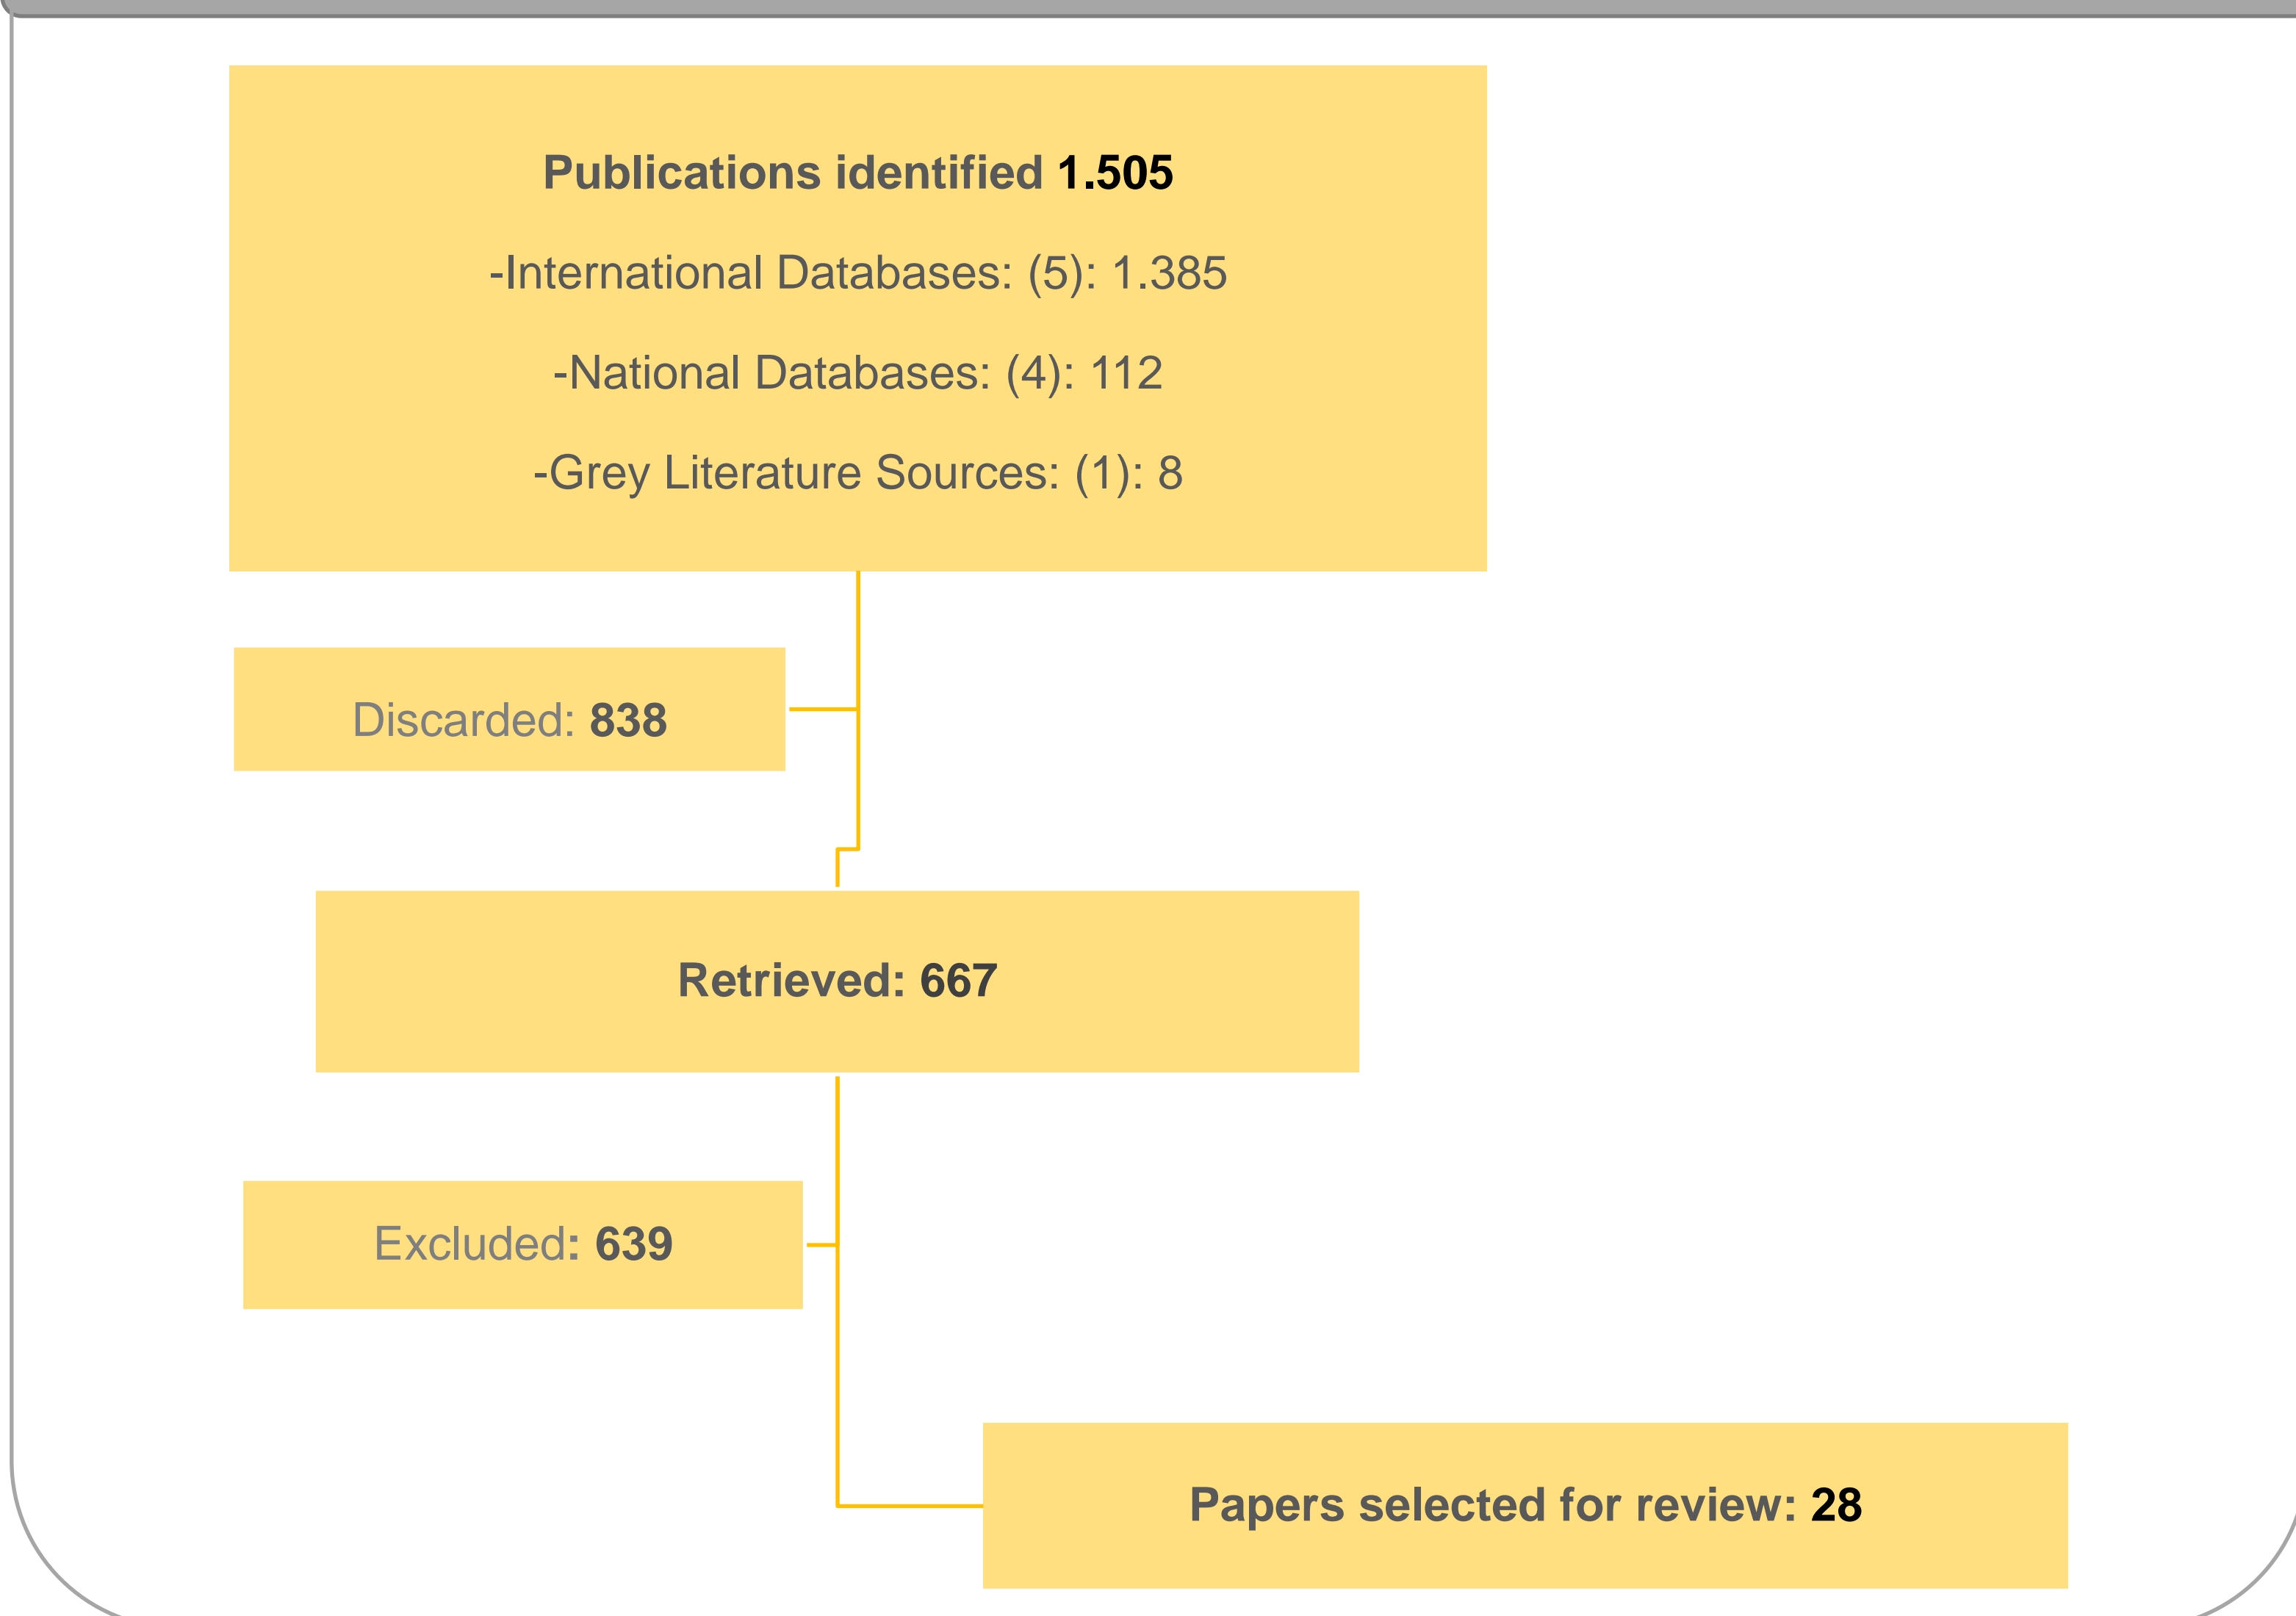 Publications identified 1.505
-International Databases: (5): 1.385
-National Databases: (4): 112
-Grey Literature Sources: (1): 8
Discarded: 838
Retrieved: 667
Excluded: 639
Papers selected for review: 28